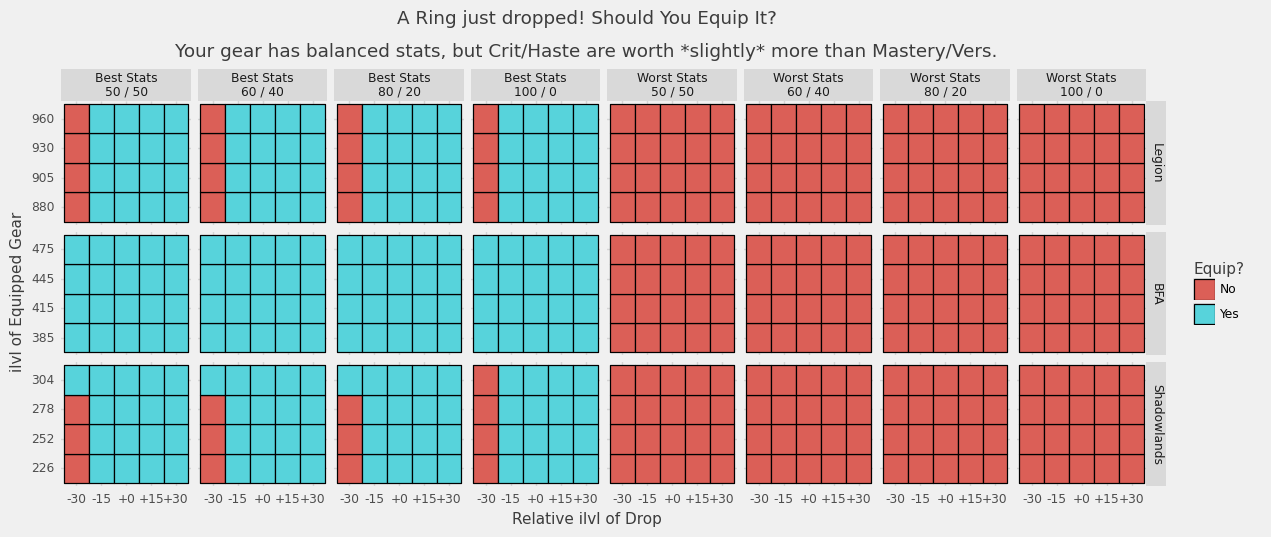 A Ring just dropped! Should You Equip It?
Your gear has balanced stats, but Crit/Haste are worth *slightly* more than Mastery/Vers.
Best Stats
50 / 50
Best Stats
60 / 40
Best Stats
80 / 20
Best Stats
100 / 0
Worst Stats
50 / 50
Worst Stats
60 / 40
Worst Stats
80 / 20
Worst Stats
100 / 0
ilvl of Equipped Gear
960
930
905
880
Legion
475
445
415
385
BFA
304
278
252
226
Shadowlands
-30 -15 +0 +15 +30
-30 -15 +0 +15 +30
-30 -15 +0 +15 +30
-30 -15 +0 +15 +30
-30 -15 +0 +15 +30
-30 -15 +0 +15 +30
-30 -15 +0 +15 +30
-30 -15 +0 +15 +30
Relative ilvl of Drop
Equip?
No
Yes